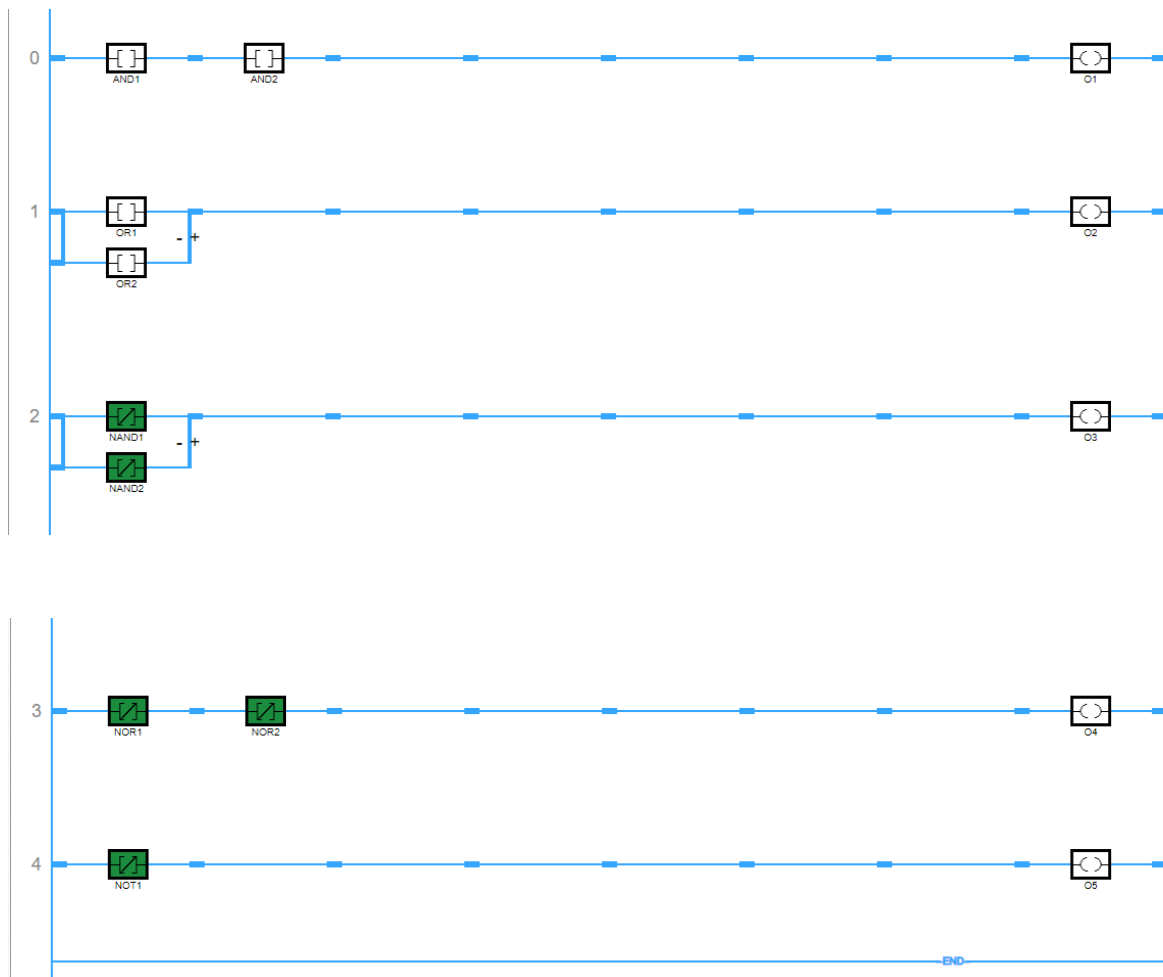 0
AND1 AND2 O1
1
OR1 O2
- +
OR2
2
NAND1 O3
- +
NAND2
3
NOR1 NOR2 O4
4
NOT1 O5
END